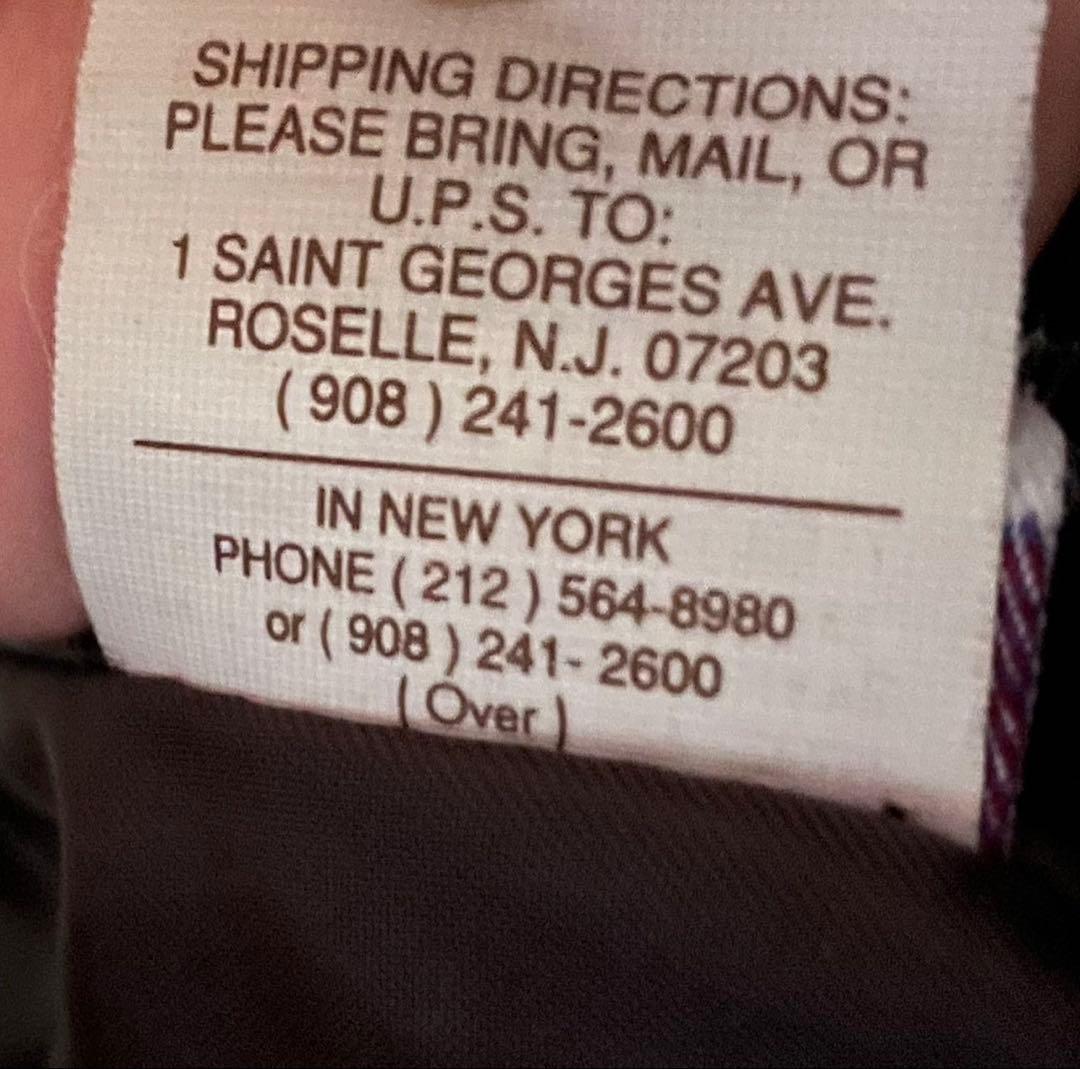 SHIPPING DIRECTIONS:
PLEASE BRING, MAIL, OR
U.P.S. TO:
1 SAINT GEORGES AVE.
ROSELLE, N.J. 07203
( 908 ) 241-2600
IN NEW YORK
PHONE ( 212 ) 564-8980
or ( 908 ) 241- 2600
( Over )